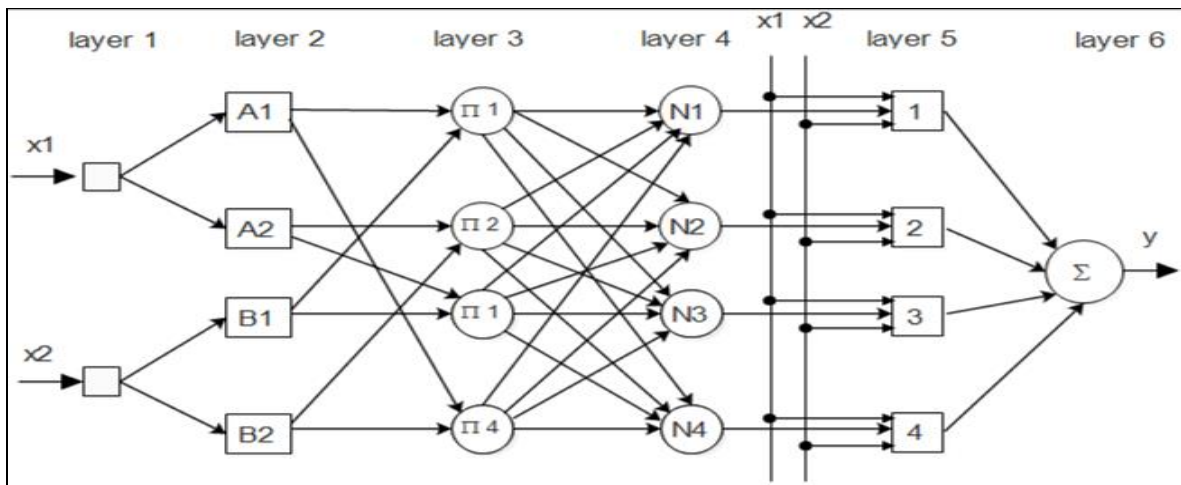 x1 x2
layer 1 layer 2 layer 3 layer 4 layer 5 layer 6
A1 Π 1 N1 1
x1
A2 Π 2 N2 2
y
Σ
B1 Π 1 N3 3
x2
B2 Π 4 N4 4